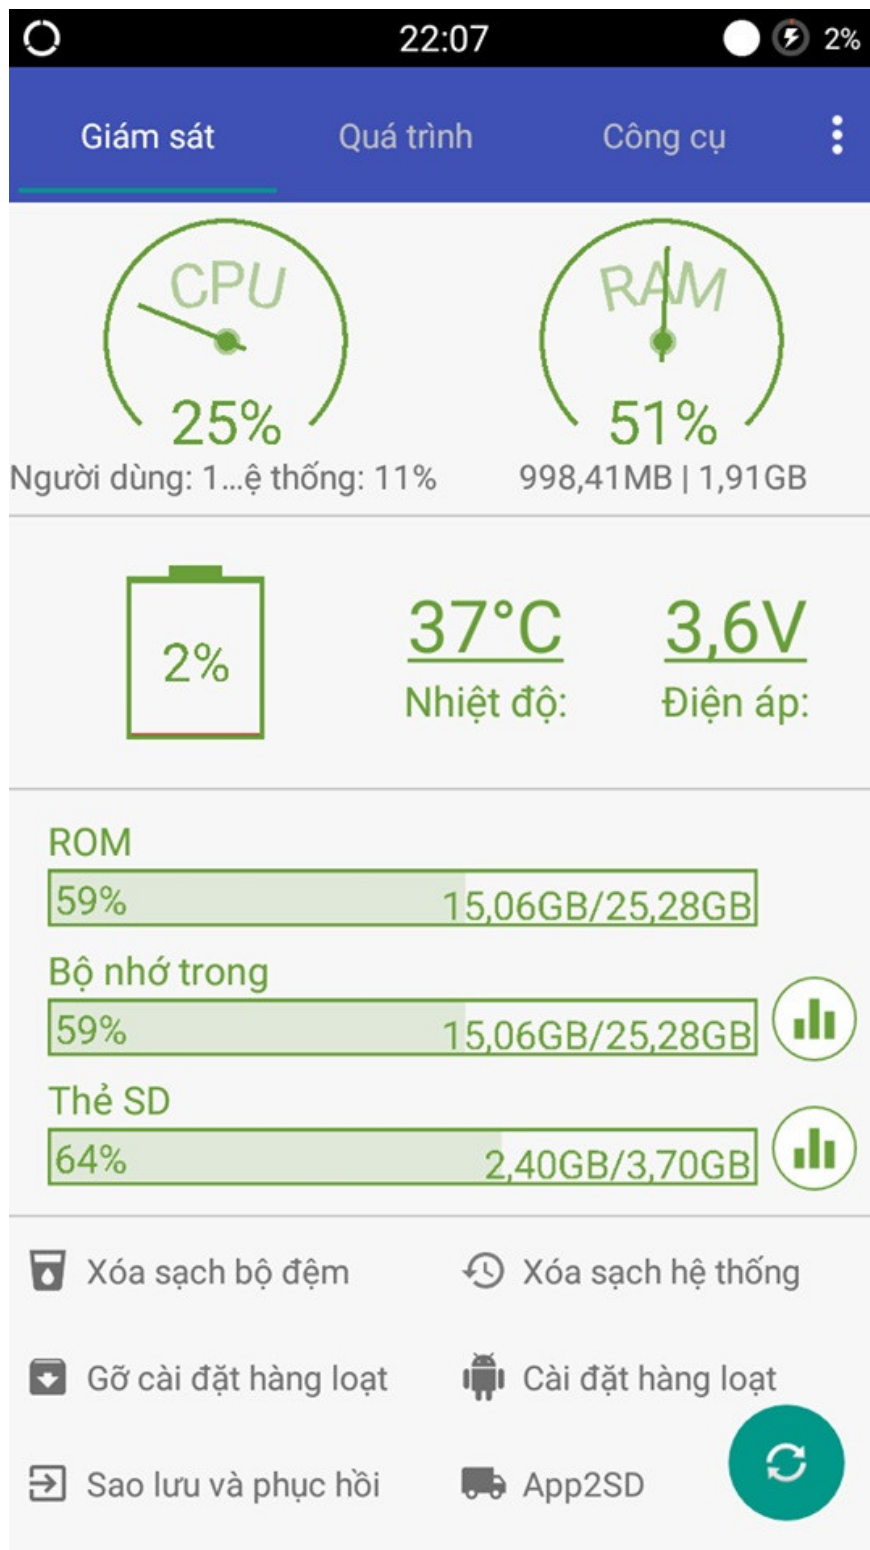 22:07 2%
Giám sát Quá trình Công cụ
CPU RAM
25% 51%
Người dùng: 1...ệ thống: 11% 998,41MB | 1,91GB
2% 37°C 3,6V
Nhiệt độ: Điện áp:
ROM
59% 15,06GB/25,28GB
Bộ nhớ trong
59% 15,06GB/25,28GB
Thẻ SD
64% 2,40GB/3,70GB
Xóa sạch bộ đệm Xóa sạch hệ thống
Gỡ cài đặt hàng loạt Cài đặt hàng loạt
Sao lưu và phục hồi App2SD